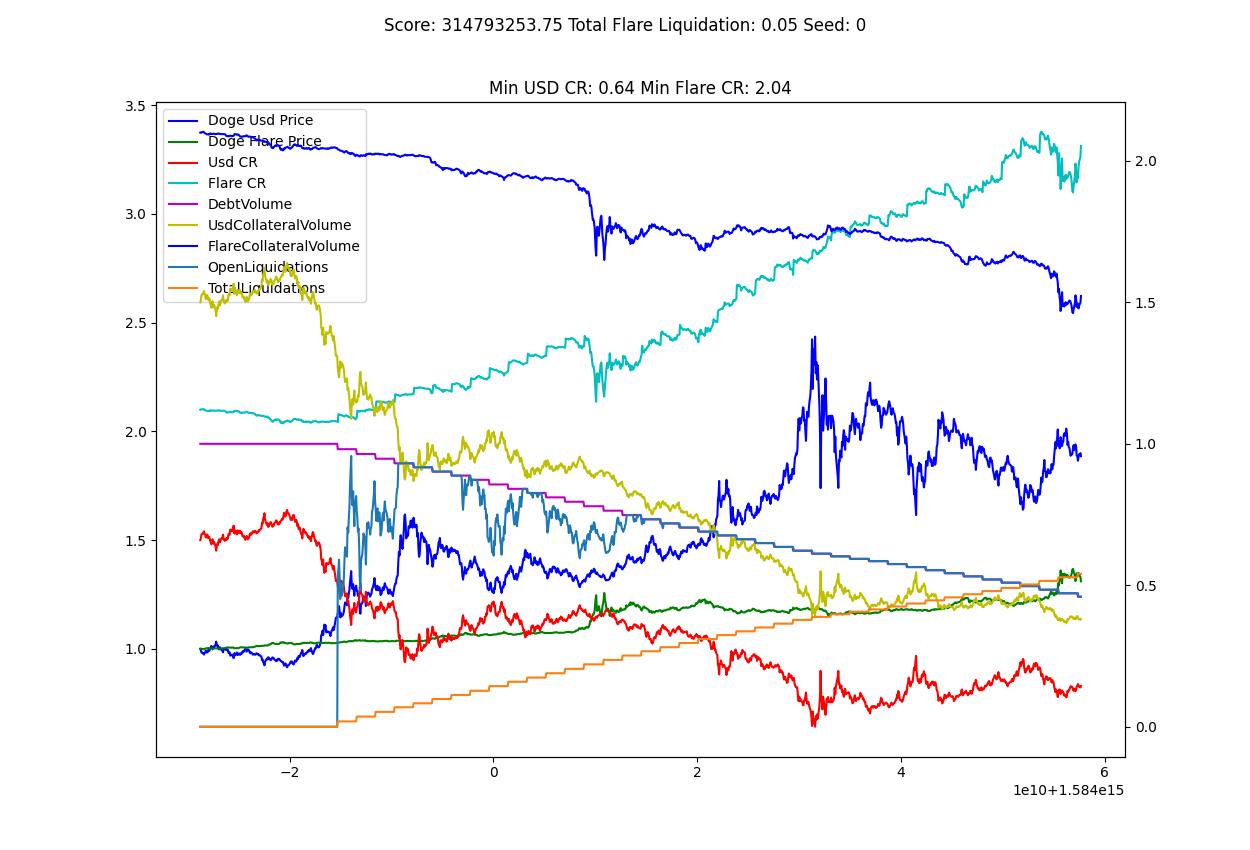 Score: 314793253.75 Total Flare Liquidation: 0.05 Seed: 0
Min USD CR: 0.64 Min Flare CR: 2.04
3.5
3.0
2.5
2.0
1.5
1.0
Doge Usd Price
Doge Flare Price
Usd CR
Flare CR
DebtVolume
UsdCollateralVolume
FlareCollateralVolume
OpenLiquidations
TotalLiquidations
2.0
1.5
1.0
0.5
0.0
−2 0 2 4 6
1e10+1.584e15